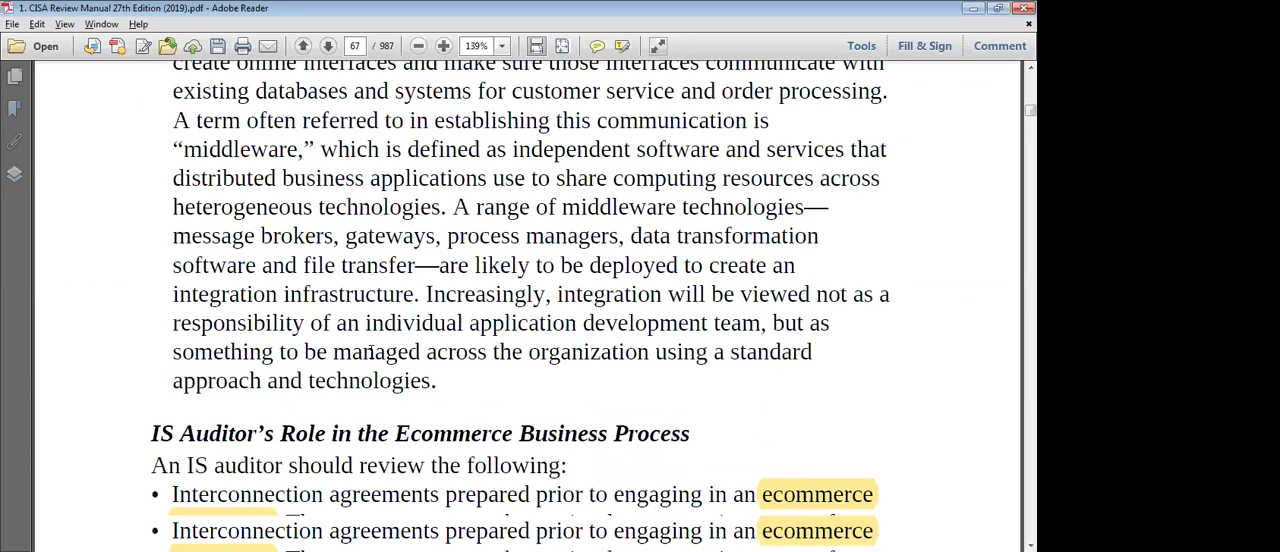 1. CISA Review Manual 27th Edition (2019).pdf - Adobe Reader
File Edit View Window Help
Open 67 / 987 139% Tools Fill & Sign Comment
create online interfaces and make sure those interfaces communicate with
existing databases and systems for customer service and order processing.
A term often referred to in establishing this communication is
“middleware,” which is defined as independent software and services that
distributed business applications use to share computing resources across
heterogeneous technologies. A range of middleware technologies—
message brokers, gateways, process managers, data transformation
software and file transfer—are likely to be deployed to create an
integration infrastructure. Increasingly, integration will be viewed not as a
responsibility of an individual application development team, but as
something to be managed across the organization using a standard
approach and technologies.
IS Auditor’s Role in the Ecommerce Business Process
An IS auditor should review the following:
• Interconnection agreements prepared prior to engaging in an ecommerce
• Interconnection agreements prepared prior to engaging in an ecommerce